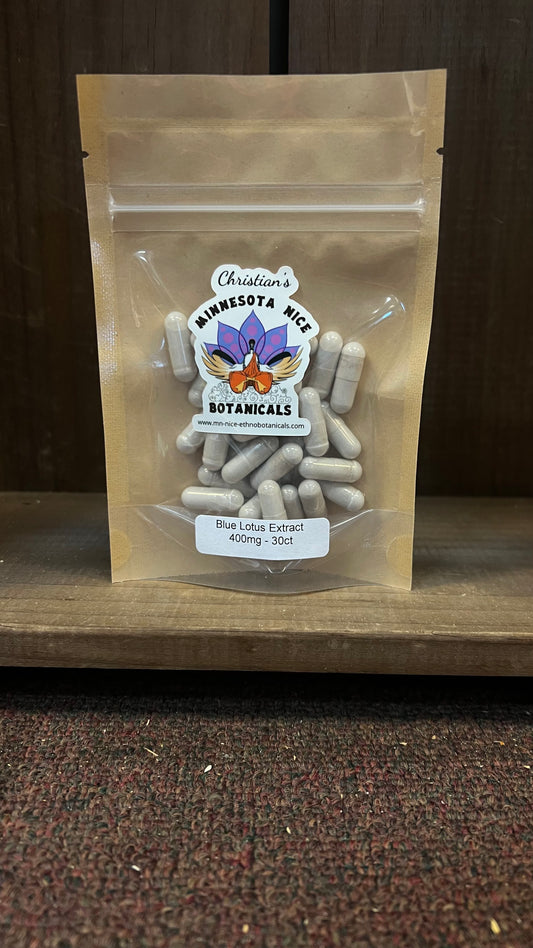 Christian's
MINNESOTA NICE
BOTANICALS
www.mn-nice-ethnobotanicals.com
Blue Lotus Extract
400mg - 30ct